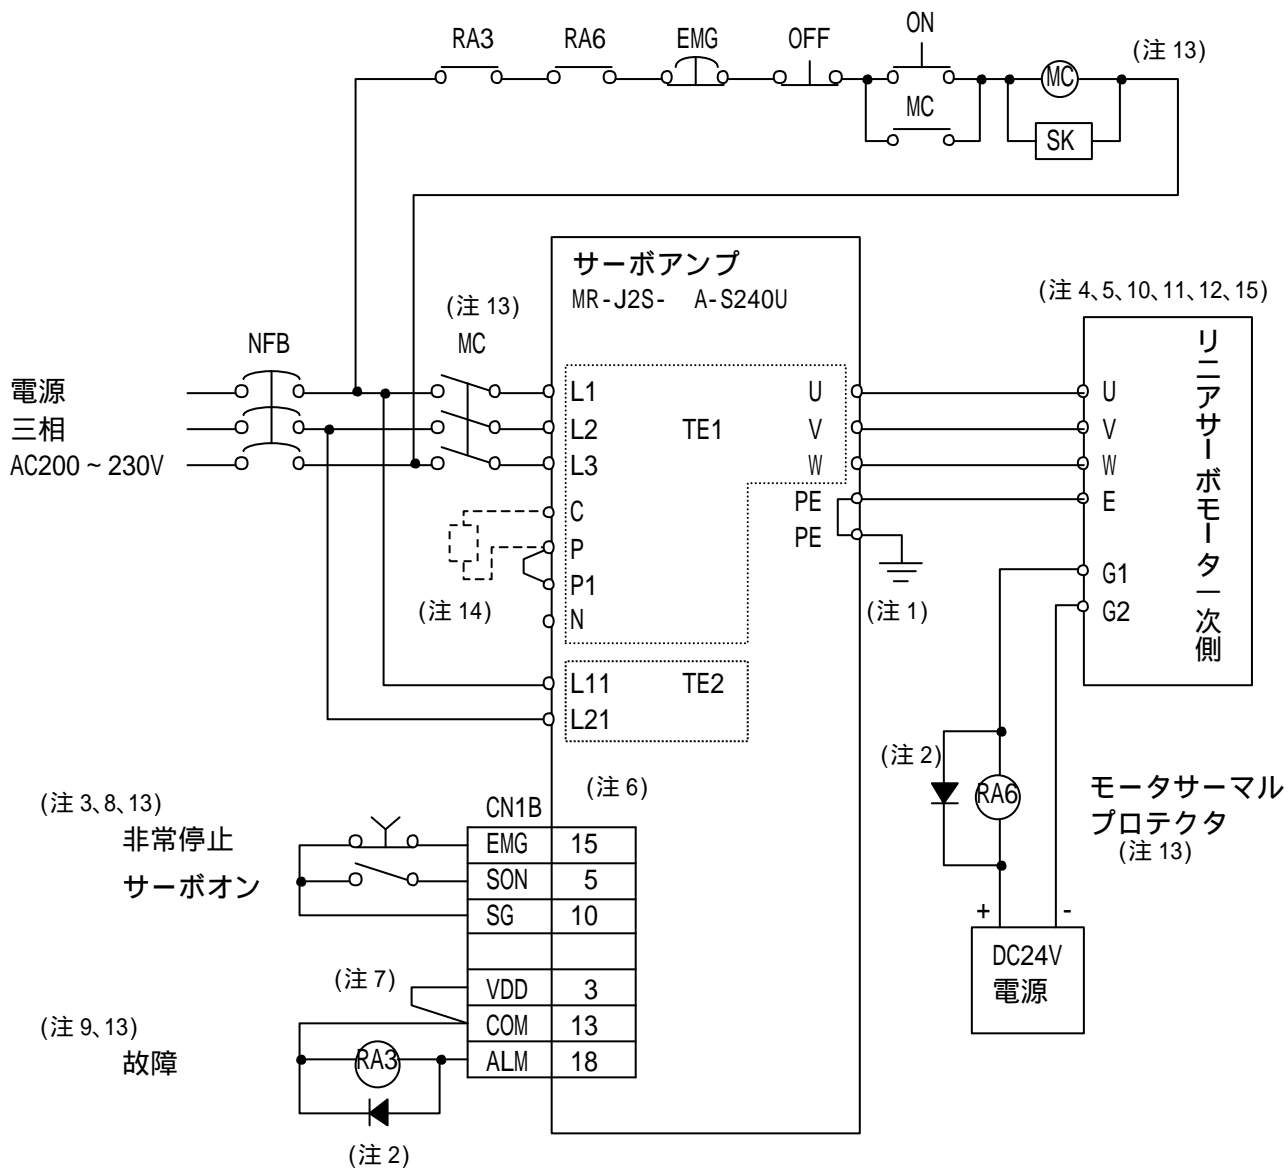 RA3
RA6
EMG
OFF
ON
(注 13)
MC
MC
SK
サーボアンプ
MR-J2S-　A-S240U
(注 4、5、10、11、12、15)
(注 13)
NFB
MC
電源
三相
AC200 ~ 230V
L1
L2
L3
C
P
P1
N
TE1
U
V
W
PE
PE
U
V
W
E
G1
G2
リニアサーボモータ一次側
(注 14)
(注 1)
L11
L21
TE2
(注 2)
RA6
モータサーマル
プロテクタ
(注 13)
+
-
DC24V
電源
(注 6)
(注 3、8、13)
非常停止
サーボオン
CN1B
EMG 15
SON 5
SG 10
(注 7)
VDD 3
COM 13
ALM 18
(注 9、13)
故障
RA3
(注 2)